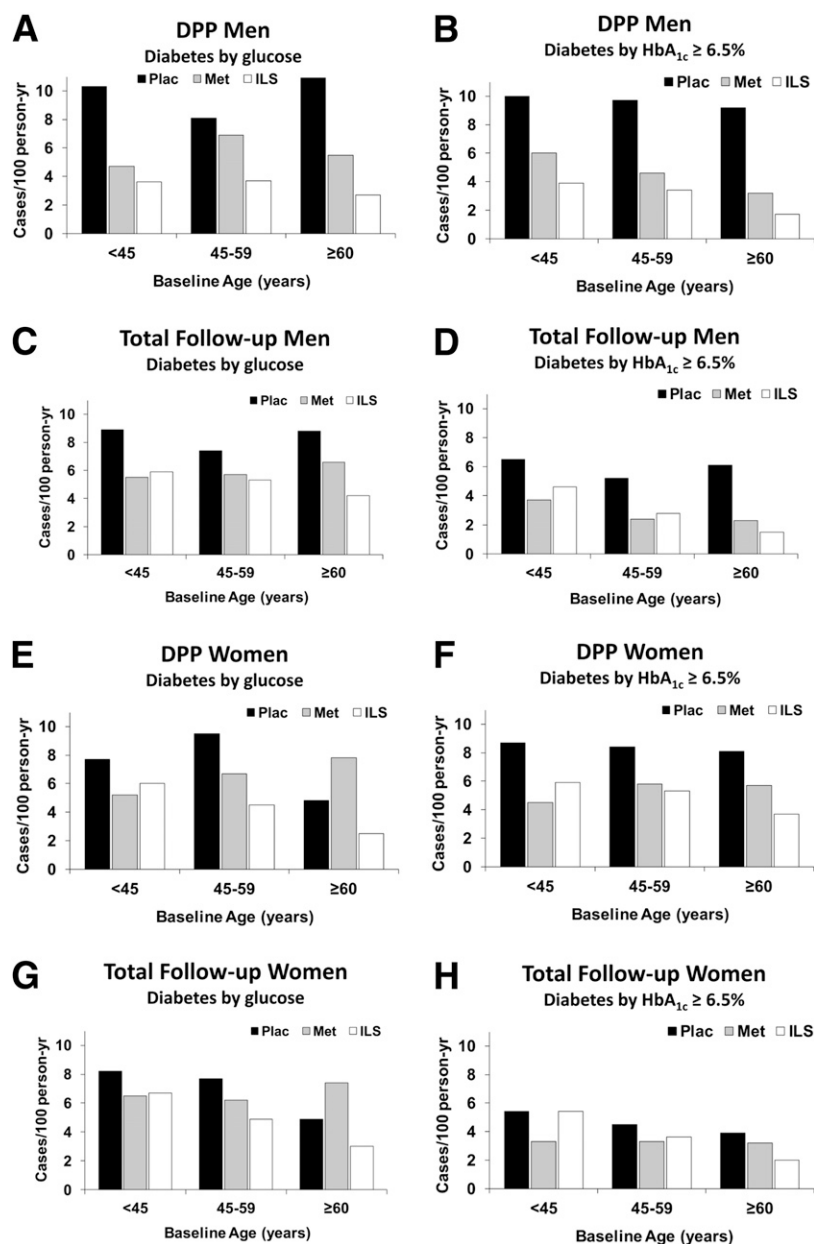 A
DPP Men
Diabetes by glucose
Plac Met ILS
Cases/100 person-yr
10
8
6
4
2
0
<45 45-59 ≥60
Baseline Age (years)
B
DPP Men
Diabetes by HbA1c ≥ 6.5%
Plac Met ILS
Cases/100 person-yr
10
8
6
4
2
0
<45 45-59 ≥60
Baseline Age (years)
C
Total Follow-up Men
Diabetes by glucose
Plac Met ILS
Cases/100 person-yr
10
8
6
4
2
0
<45 45-59 ≥60
Baseline Age (years)
D
Total Follow-up Men
Diabetes by HbA1c ≥ 6.5%
Plac Met ILS
Cases/100 person-yr
10
8
6
4
2
0
<45 45-59 ≥60
Baseline Age (years)
E
DPP Women
Diabetes by glucose
Plac Met ILS
Cases/100 person-yr
10
8
6
4
2
0
<45 45-59 ≥60
Baseline Age (years)
F
DPP Women
Diabetes by HbA1c ≥ 6.5%
Plac Met ILS
Cases/100 person-yr
10
8
6
4
2
0
<45 45-59 ≥60
Baseline Age (years)
G
Total Follow-up Women
Diabetes by glucose
Plac Met ILS
Cases/100 person-yr
10
8
6
4
2
0
<45 45-59 ≥60
Baseline Age (years)
H
Total Follow-up Women
Diabetes by HbA1c ≥ 6.5%
Plac Met ILS
Cases/100 person-yr
10
8
6
4
2
0
<45 45-59 ≥60
Baseline Age (years)